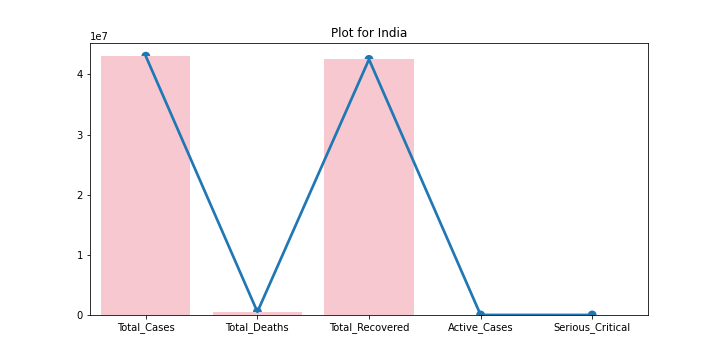 Plot for India
1e7
4
3
2
1
0
Total_Cases Total_Deaths Total_Recovered Active_Cases Serious_Critical